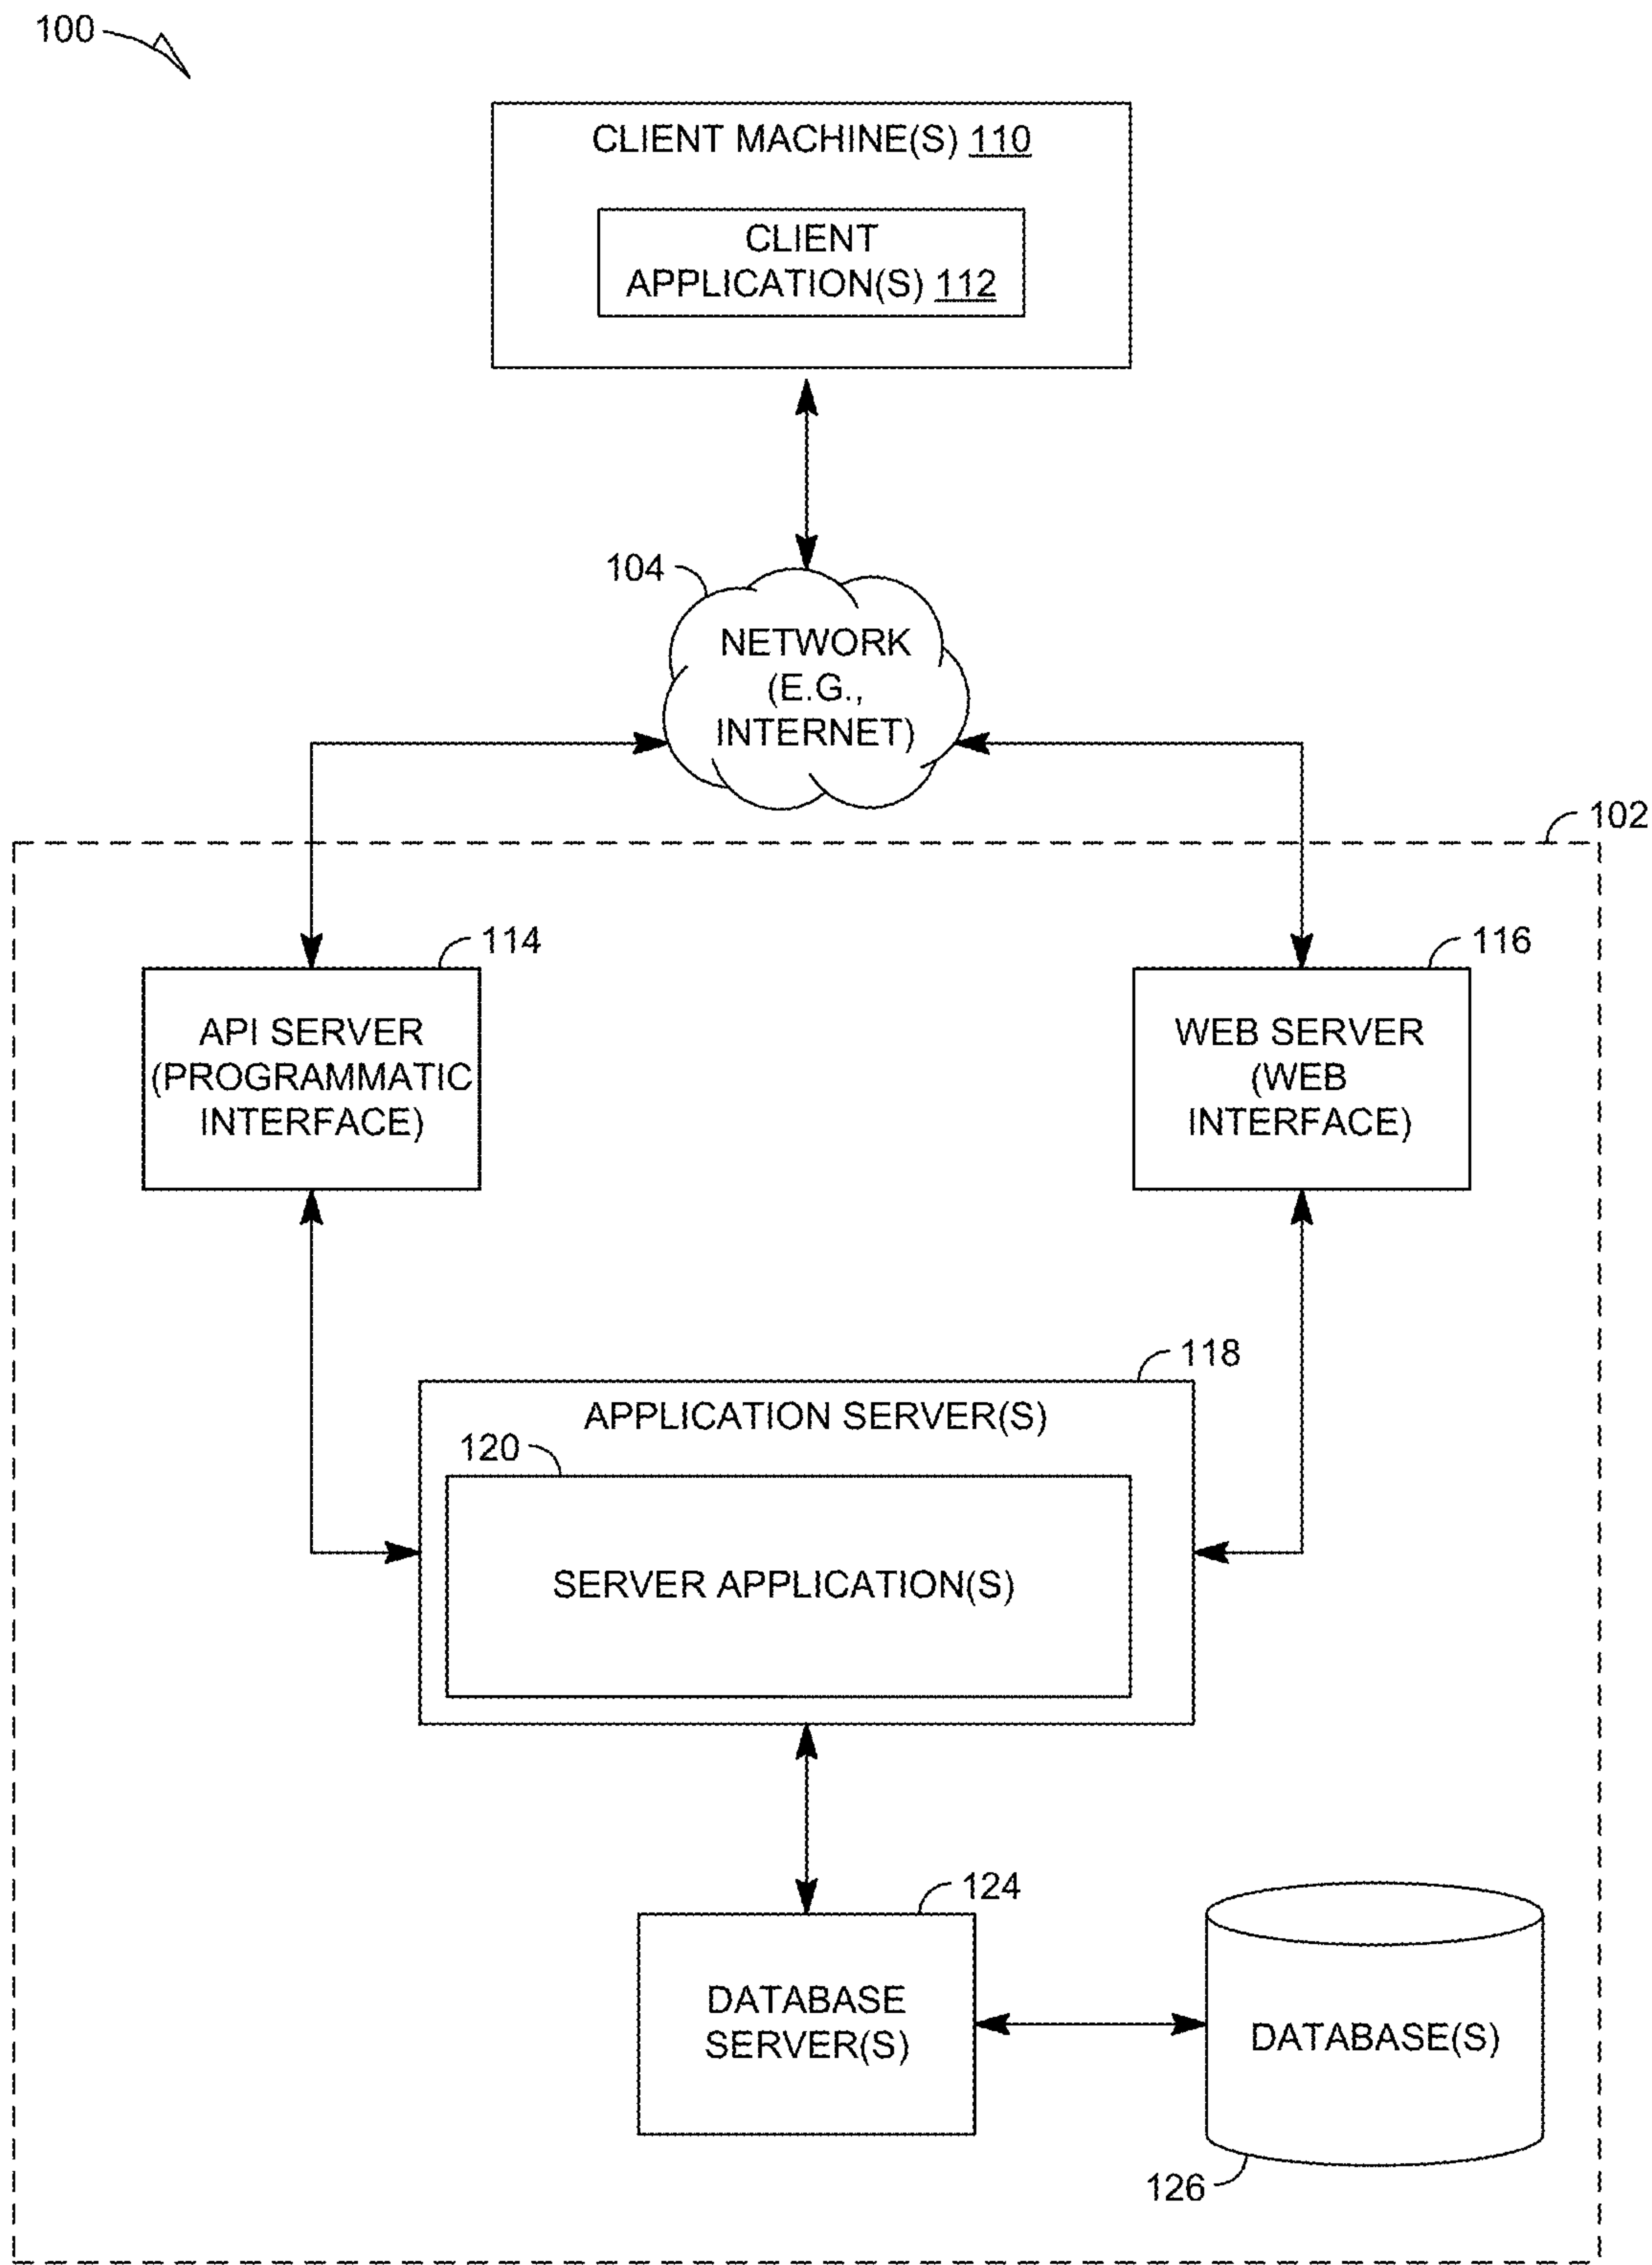 100
CLIENT MACHINE(S) 110
CLIENT
APPLICATION(S) 112
104
NETWORK
(E.G.,
INTERNET)
102
114
API SERVER
(PROGRAMMATIC
INTERFACE)
116
WEB SERVER
(WEB
INTERFACE)
118
APPLICATION SERVER(S)
120
SERVER APPLICATION(S)
124
DATABASE
SERVER(S)
DATABASE(S)
126